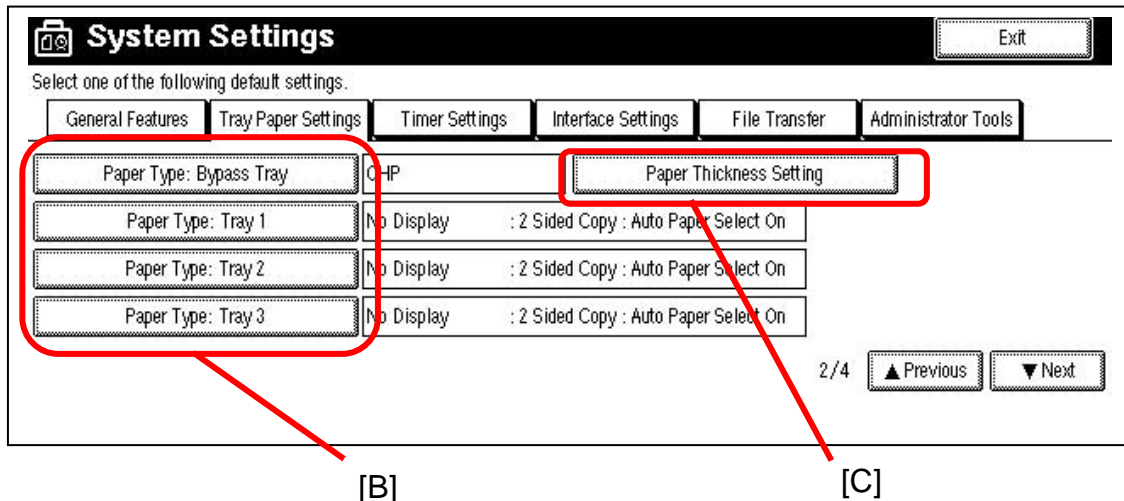 System Settings
Exit
Select one of the following default settings.
General Features Tray Paper Settings Timer Settings Interface Settings File Transfer Administrator Tools
Paper Type: Bypass Tray OHP Paper Thickness Setting
Paper Type: Tray 1 No Display : 2 Sided Copy : Auto Paper Select On
Paper Type: Tray 2 No Display : 2 Sided Copy : Auto Paper Select On
Paper Type: Tray 3 No Display : 2 Sided Copy : Auto Paper Select On
2/4 ▲Previous ▼Next
[B] [C]